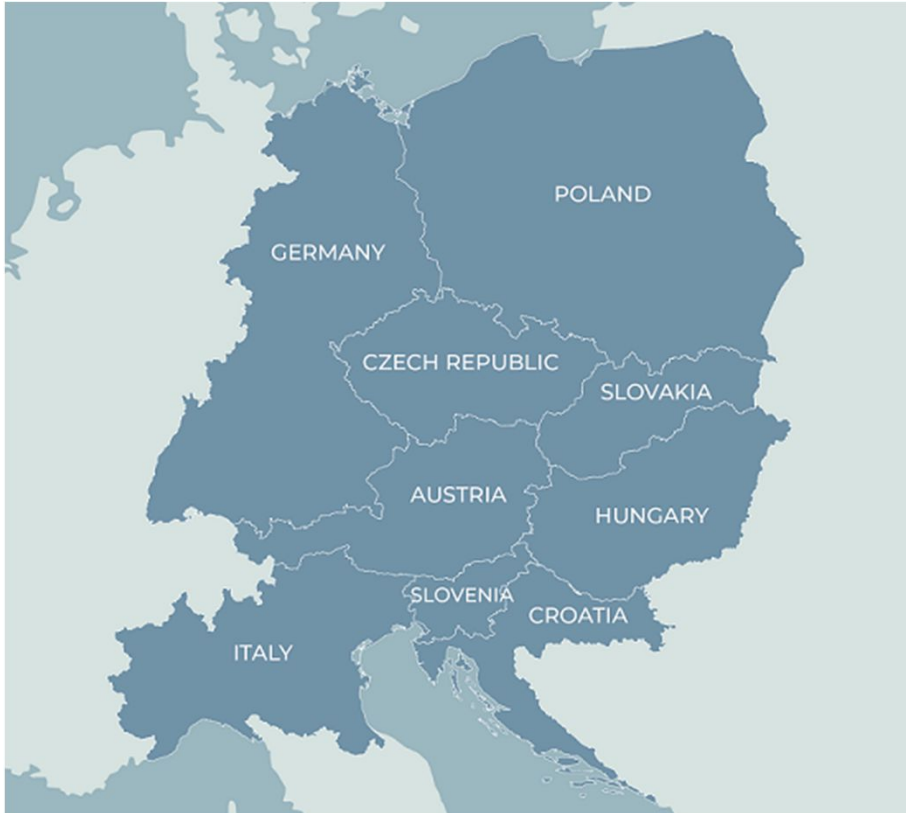 POLAND
GERMANY
CZECH REPUBLIC
SLOVAKIA
AUSTRIA
HUNGARY
SLOVENIA
CROATIA
ITALY